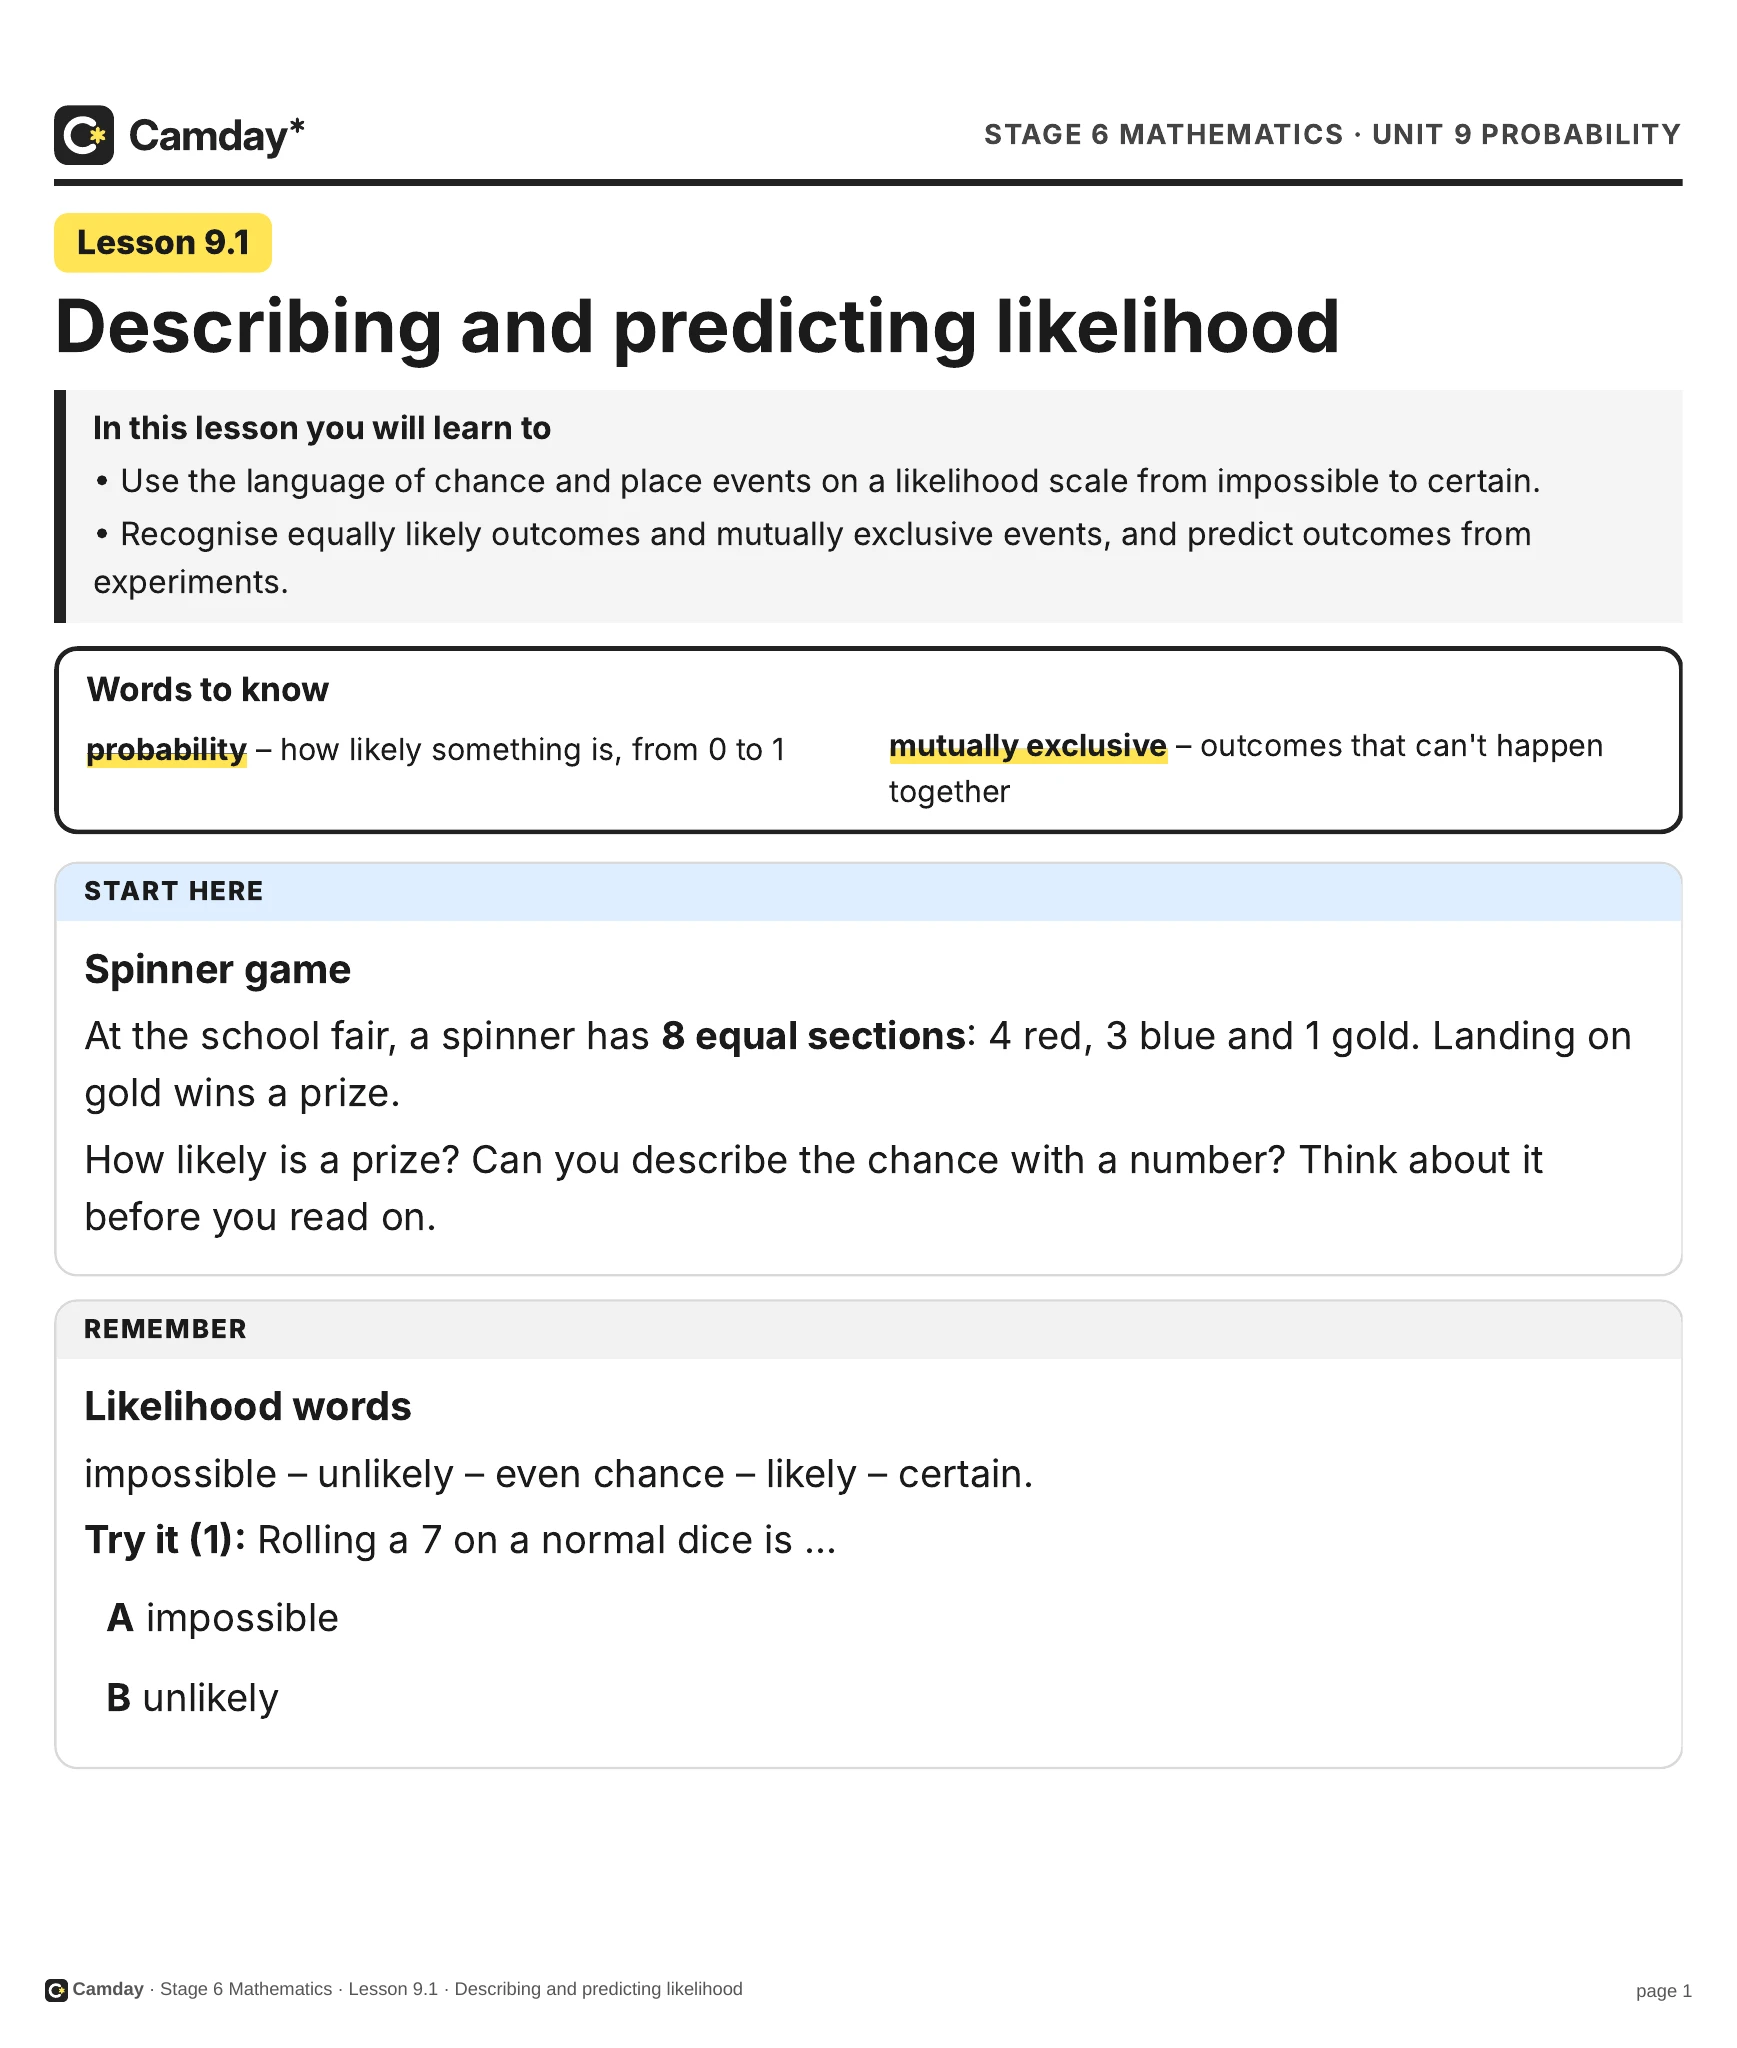 Camday*
STAGE 6 MATHEMATICS · UNIT 9 PROBABILITY
Lesson 9.1
Describing and predicting likelihood
In this lesson you will learn to
• Use the language of chance and place events on a likelihood scale from impossible to certain.
• Recognise equally likely outcomes and mutually exclusive events, and predict outcomes from
experiments.
Words to know
probability – how likely something is, from 0 to 1
mutually exclusive – outcomes that can't happen
together
START HERE
Spinner game
At the school fair, a spinner has 8 equal sections: 4 red, 3 blue and 1 gold. Landing on
gold wins a prize.
How likely is a prize? Can you describe the chance with a number? Think about it
before you read on.
REMEMBER
Likelihood words
impossible – unlikely – even chance – likely – certain.
Try it (1): Rolling a 7 on a normal dice is ...
A impossible
B unlikely
Camday · Stage 6 Mathematics · Lesson 9.1 · Describing and predicting likelihood
page 1